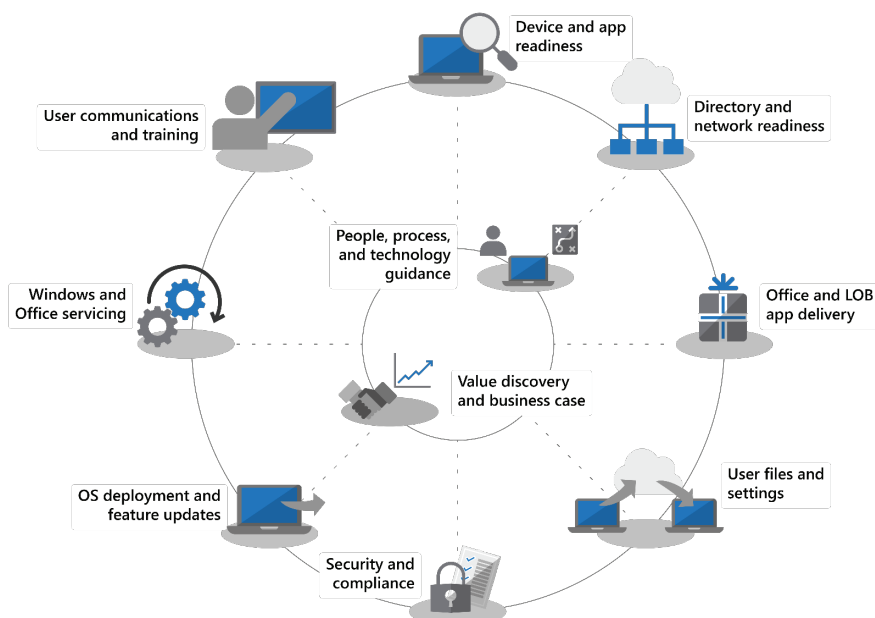 Device and app
readiness
Directory and
network readiness
User communications
and training
People, process,
and technology
guidance
Windows and
Office servicing
Office and LOB
app delivery
Value discovery
and business case
User files and
settings
OS deployment and
feature updates
Security and
compliance